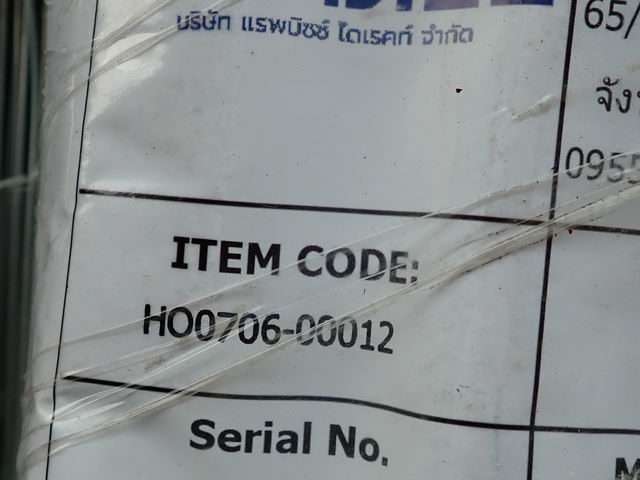 บริษัท แรพบิซซ์ ไดเรคท์ จำกัด
65/
จัง
0955
ITEM CODE:
HO0706-00012
Serial No.